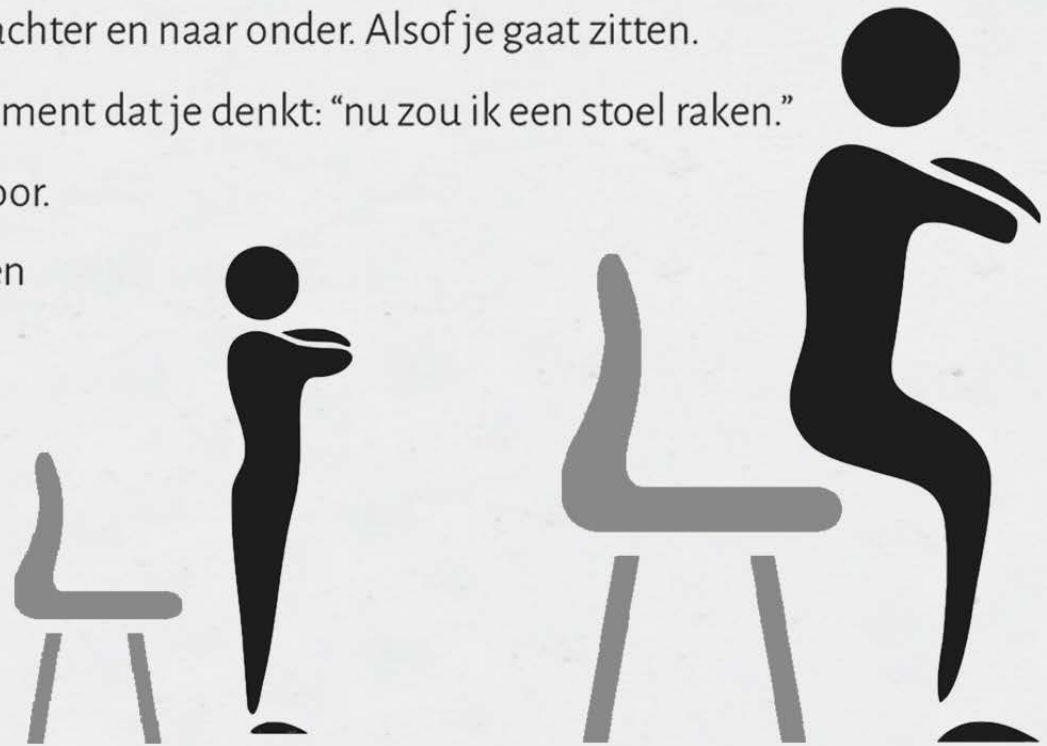 achter en naar onder. Alsof je gaat zitten.
ment dat je denkt: “nu zou ik een stoel raken.”
oor.
en